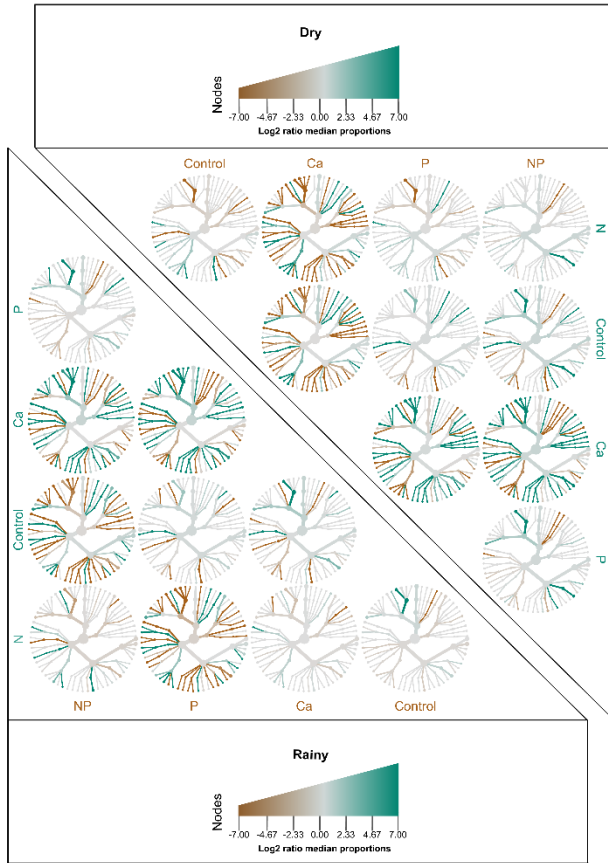 Dry
Nodes
-7.00 -4.67 -2.33 0.00 2.33 4.67 7.00
Log2 ratio median proportions
Control Ca P NP
N
Control
Ca
P
P
Ca
Control
N
NP P Ca Control
Rainy
Nodes
-7.00 -4.67 -2.33 0.00 2.33 4.67 7.00
Log2 ratio median proportions